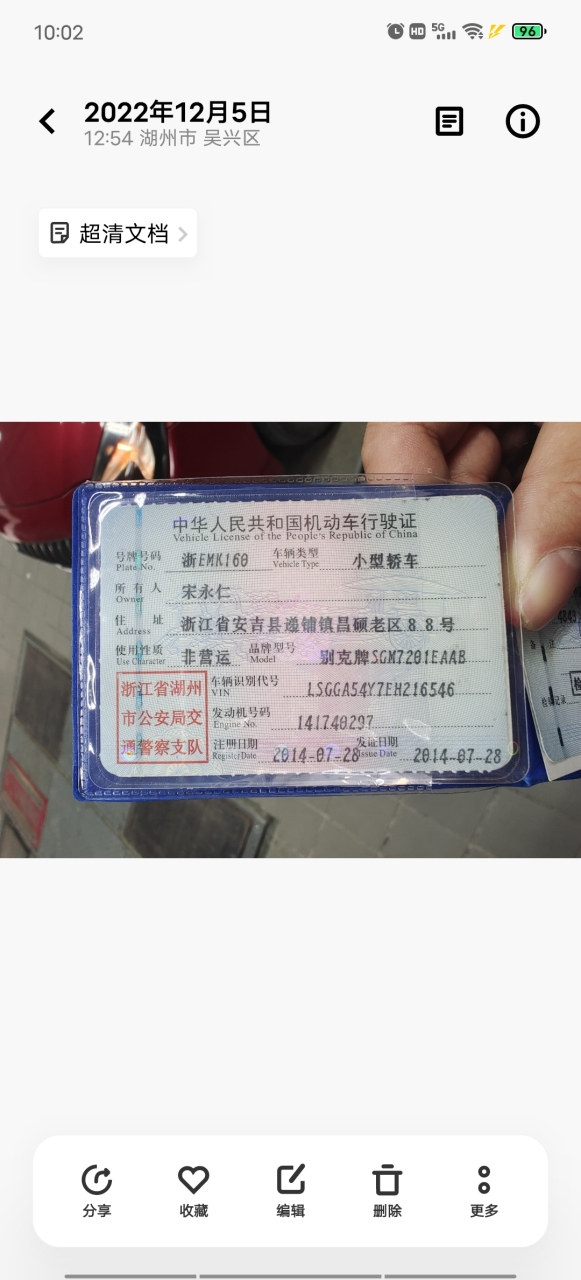 10:02
HD 5G 96
2022年12月5日
12:54 湖州市 吴兴区
超清文档
中华人民共和国机动车行驶证
Vehicle License of the People's Republic of China
号牌号码 浙EMK160 车辆类型 小型轿车
Plate No. Vehicle Type
所有人 宋永仁
Owner
住址 浙江省安吉县递铺镇昌硕老区88号
Address
使用性质 非营运 品牌型号 别克牌SGM7201EAAB
Use Character Model
浙江省湖州
市公安局交
通警察支队
车辆识别代号 LSGGA54Y7EH216546
VIN
发动机号码 141740297
Engine No.
注册日期 2014-07-28 发证日期 2014-07-28
Register Date Issue Date
分享 收藏 编辑 删除 更多